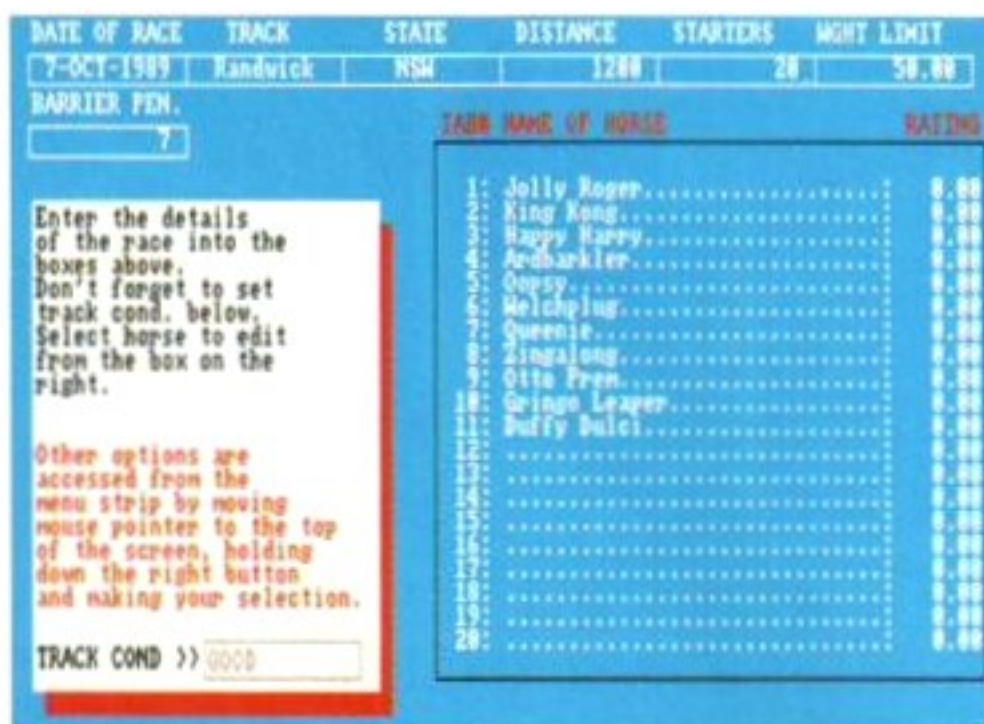 DATE OF RACE TRACK STATE DISTANCE STARTERS WGHT LIMIT
7-OCT-1989 Randwick NSW 1200 20 50.00
BARRIER PEN.
7
TAB# NAME OF HORSE RATING
1: Jolly Roger......................: 0.00
2: King Kong........................: 0.00
3: Happy Harry......................: 0.00
4: Ardbarkler.......................: 0.00
5: Oopsy............................: 0.00
6: Welchplug........................: 0.00
7: Queenie..........................: 0.00
8: Zingalong........................: 0.00
9: Otto Prem........................: 0.00
10: Gringo Leaper....................: 0.00
11: Duffy Dulci......................: 0.00
12: .................................: 0.00
13: .................................: 0.00
14: .................................: 0.00
15: .................................: 0.00
16: .................................: 0.00
17: .................................: 0.00
18: .................................: 0.00
19: .................................: 0.00
20: .................................: 0.00
Enter the details
of the race into the
boxes above.
Don't forget to set
track cond. below.
Select horse to edit
from the box on the
right.
Other options are
accessed from the
menu strip by moving
mouse pointer to the top
of the screen, holding
down the right button
and making your selection.
TRACK COND >> GOOD